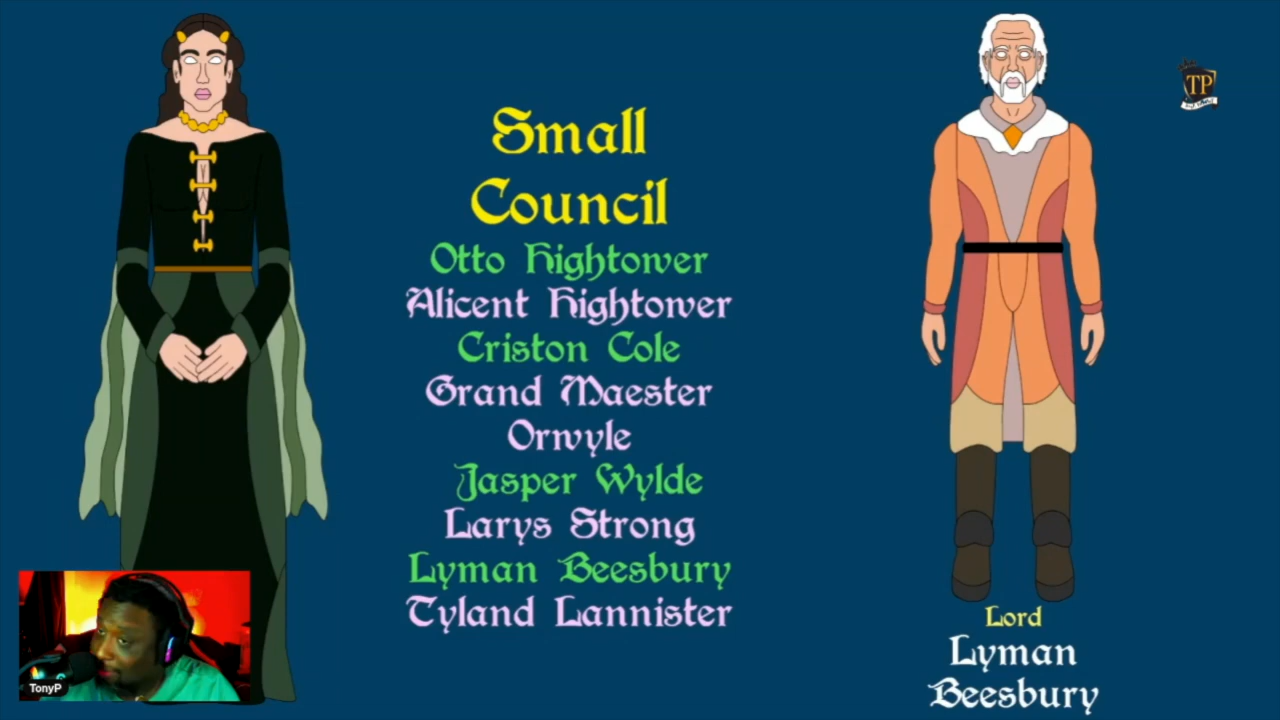 Small
Council
Otto Hightower
Alicent Hightower
Criston Cole
Grand Maester
Orwyle
Jasper Wylde
Larys Strong
Lyman Beesbury
Tyland Lannister
Lord
Lyman
Beesbury
TP
TonyP